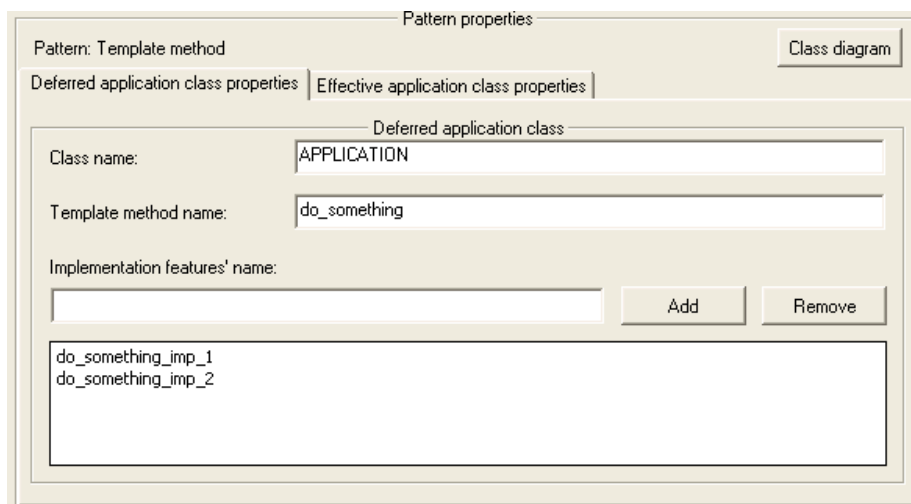 Pattern properties
Pattern: Template method
Class diagram
Deferred application class properties
Effective application class properties
Deferred application class
Class name:
APPLICATION
Template method name:
do_something
Implementation features' name:
Add
Remove
do_something_imp_1
do_something_imp_2